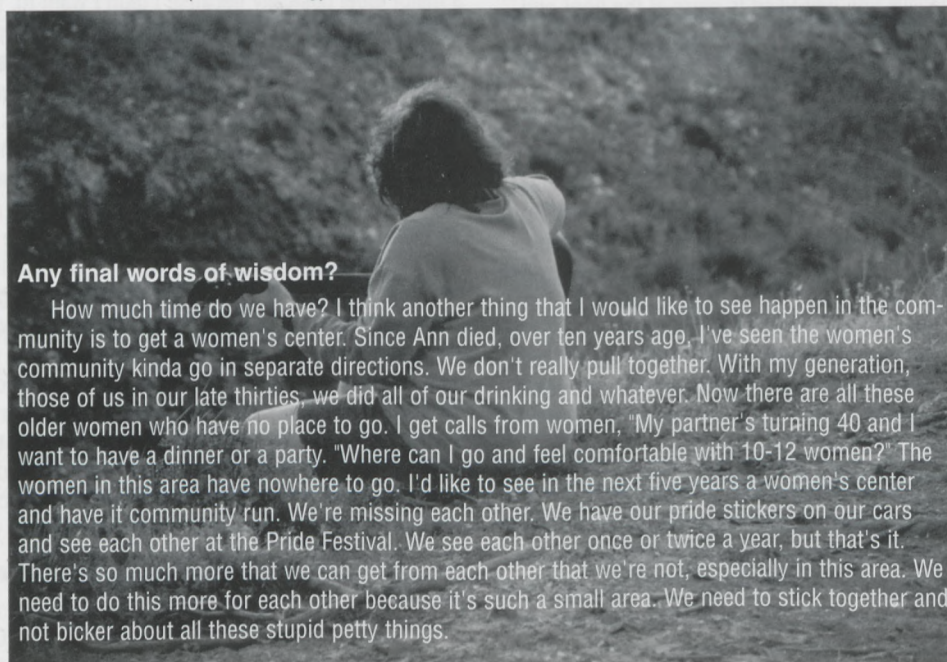 Any final words of wisdom?
How much time do we have? I think another thing that I would like to see happen in the com-
munity is to get a women's center. Since Ann died, over ten years ago, I've seen the women's
community kinda go in separate directions. We don't really pull together. With my generation,
those of us in our late thirties, we did all of our drinking and whatever. Now there are all these
older women who have no place to go. I get calls from women, "My partner's turning 40 and I
want to have a dinner or a party. "Where can I go and feel comfortable with 10-12 women?" The
women in this area have nowhere to go. I'd like to see in the next five years a women's center
and have it community run. We're missing each other. We have our pride stickers on our cars
and see each other at the Pride Festival. We see each other once or twice a year, but that's it.
There's so much more that we can get from each other that we're not, especially in this area. We
need to do this more for each other because it's such a small area. We need to stick together and
not bicker about all these stupid petty things.